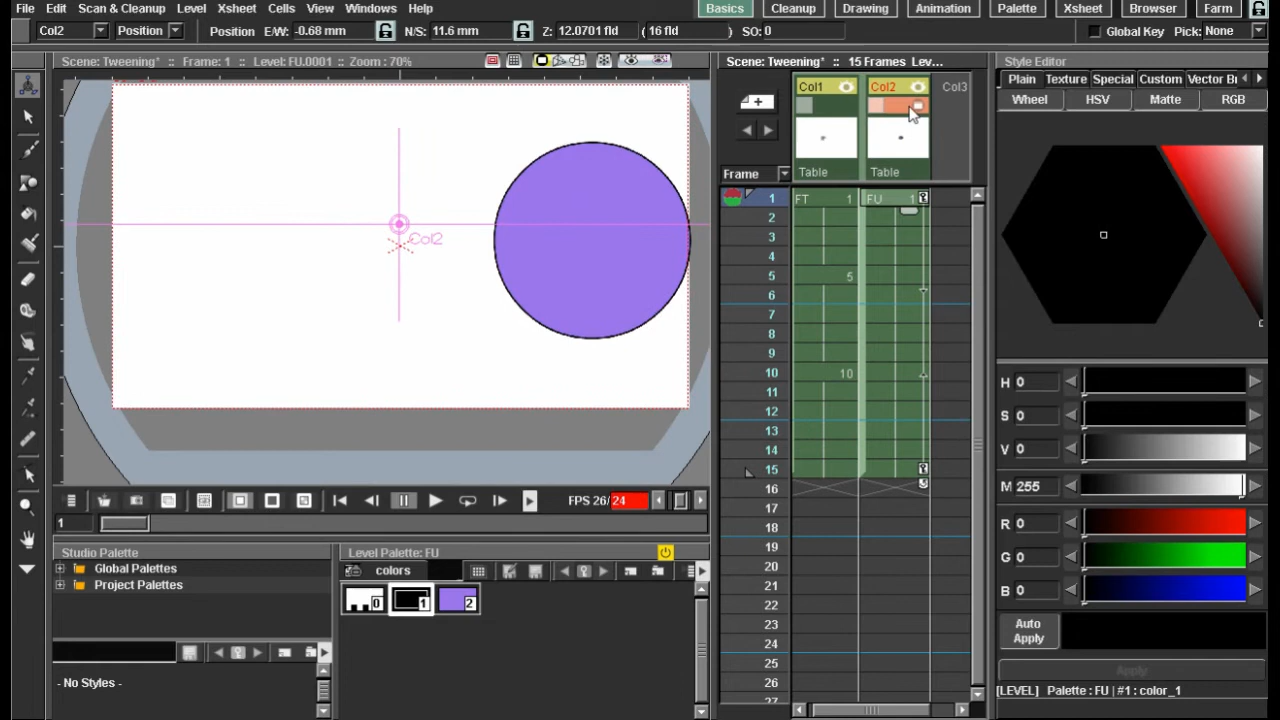 File Edit Scan & Cleanup Level Xsheet Cells View Windows Help Basics Cleanup Drawing Animation Palette Xsheet Browser Farm
Col2 Position Position E/W: -0.68 mm N/S: 11.6 mm Z: 12.0701 fld ( 16 fld ) SO: 0 Global Key Pick: None
Scene: Tweening* : Frame: 1 : Level: FU.0001 : Zoom : 70%
Scene: Tweening* :: 15 Frames Lev...
Style Editor
Plain Texture Special Custom Vector Br
Wheel HSV Matte RGB
Col1 Col2 Col3
Table Table
Frame
Col2
1 FT 1 FU 1
2
3
4
5 5
6
7
8
9
10 10
11
12
13
14
15
16
17
18
19
20
21
22
23
24
25
26
27
H 0
S 0
V 0
M 255
R 0
G 0
B 0
Auto Apply
Apply
[LEVEL] Palette : FU | #1 : color_1
FPS 26/24
1
Studio Palette
Global Palettes
Project Palettes
- No Styles -
Level Palette: FU
colors
0 1 2